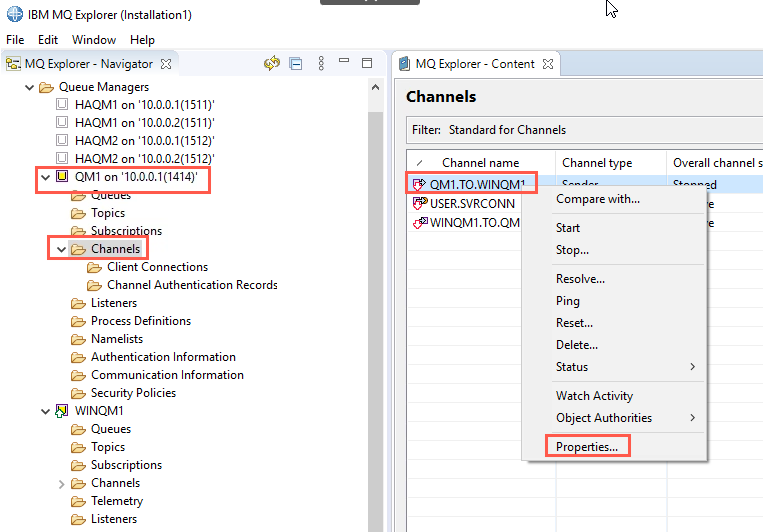 IBM MQ Explorer (Installation1)
File Edit Window Help
MQ Explorer - Navigator
Queue Managers
HAQM1 on '10.0.0.1(1511)'
HAQM1 on '10.0.0.2(1511)'
HAQM2 on '10.0.0.1(1512)'
HAQM2 on '10.0.0.2(1512)'
QM1 on '10.0.0.1(1414)'
Queues
Topics
Subscriptions
Channels
Client Connections
Channel Authentication Records
Listeners
Process Definitions
Namelists
Authentication Information
Communication Information
Security Policies
WINQM1
Queues
Topics
Subscriptions
Channels
Telemetry
Listeners
MQ Explorer - Content
Channels
Filter: Standard for Channels
Channel name Channel type Overall channel s
QM1.TO.WINQM1 Sender Stopped
USER.SVRCONN
WINQM1.TO.QM
Compare with...
Start
Stop...
Resolve...
Ping
Reset...
Delete...
Status
Watch Activity
Object Authorities
Properties...